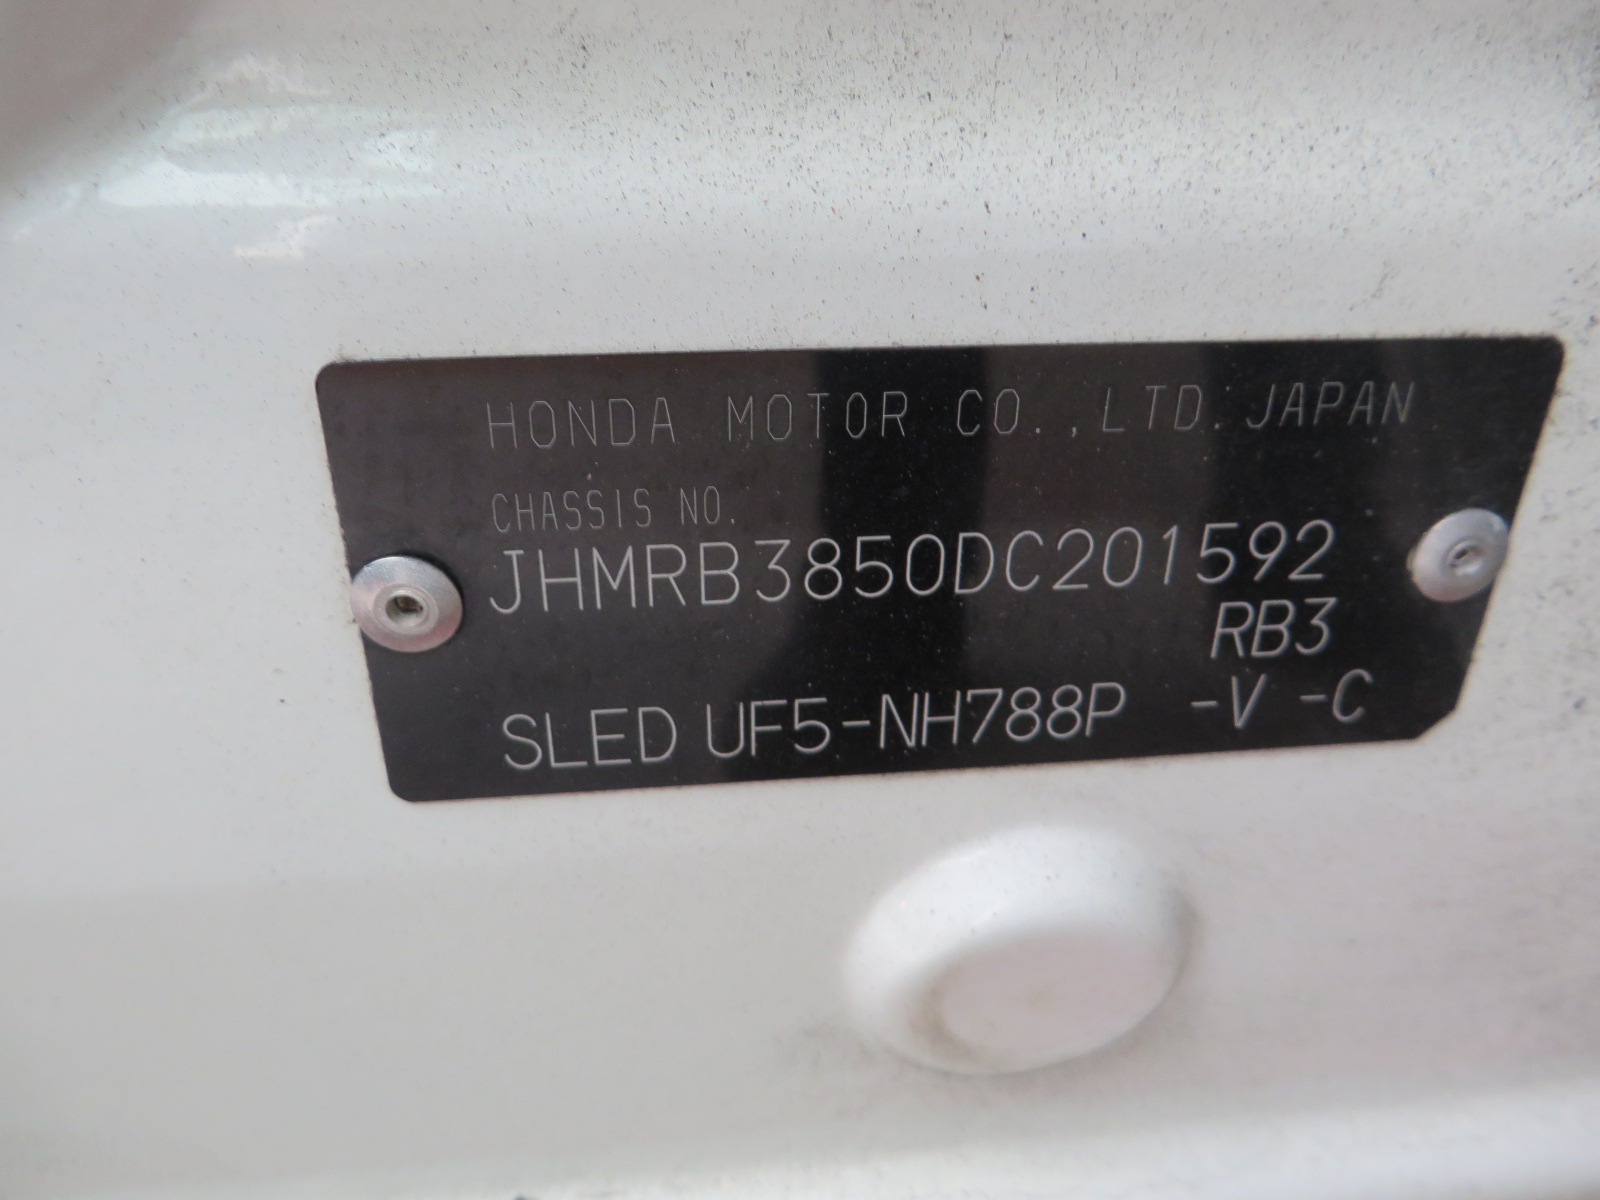 HONDA MOTOR CO.,LTD.JAPAN
CHASSIS NO.
JHMRB3850DC201592
RB3
SLED UF5-NH788P -V -C